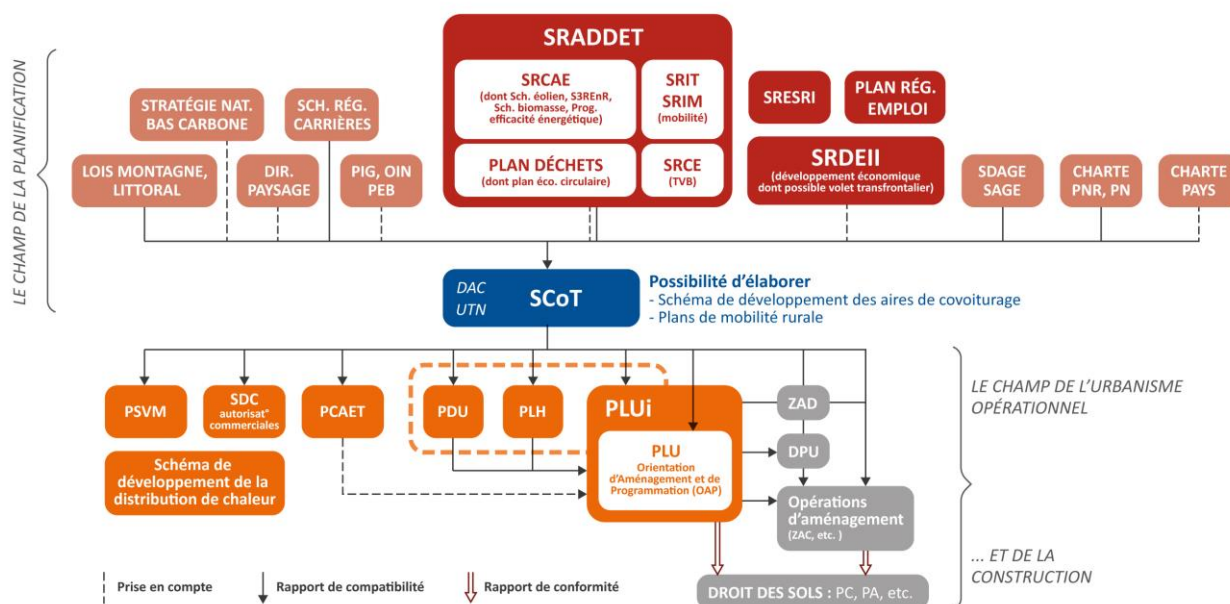 LE CHAMP DE LA PLANIFICATION
SRADDET
SRCAE
(dont Sch. éolien, S3REnR,
Sch. biomasse, Prog.
efficacité énergétique)
SRIT
SRIM
(mobilité)
PLAN DÉCHETS
(dont plan éco. circulaire)
SRCE
(TVB)
STRATÉGIE NAT.
BAS CARBONE
SCH. RÉG.
CARRIÈRES
LOIS MONTAGNE,
LITTORAL
DIR.
PAYSAGE
PIG, OIN
PEB
SRESRI
PLAN RÉG.
EMPLOI
SRDEII
(développement économique
dont possible volet transfrontalier)
SDAGE
SAGE
CHARTE
PNR, PN
CHARTE
PAYS
DAC
UTN
SCoT
Possibilité d'élaborer
- Schéma de développement des aires de covoiturage
- Plans de mobilité rurale
PSVM
SDC
autorisat°
commerciales
PCAET
PDU
PLH
PLUi
PLU
Orientation
d'Aménagement et de
Programmation (OAP)
Schéma de
développement de la
distribution de chaleur
ZAD
DPU
Opérations
d'aménagement
(ZAC, etc. )
LE CHAMP DE L'URBANISME
OPÉRATIONNEL
... ET DE LA
CONSTRUCTION
Prise en compte
Rapport de compatibilité
Rapport de conformité
DROIT DES SOLS : PC, PA, etc.